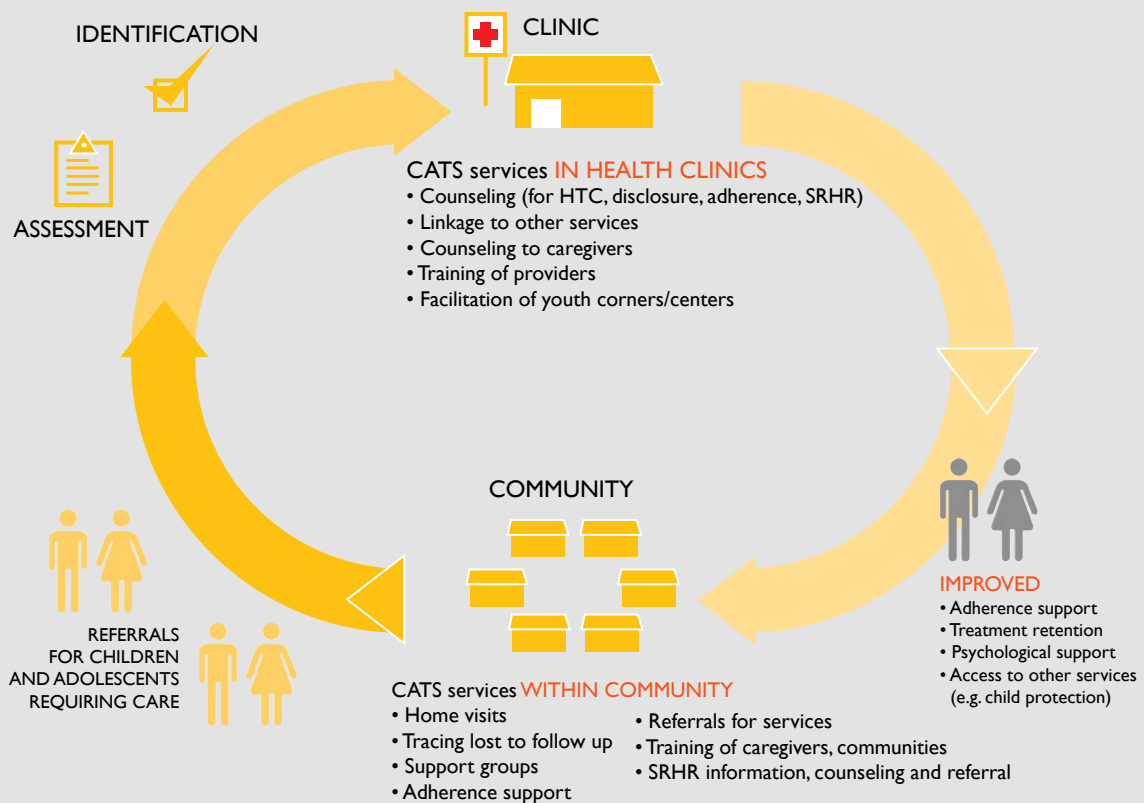 IDENTIFICATION
ASSESSMENT
CLINIC
CATS services IN HEALTH CLINICS
• Counseling (for HTC, disclosure, adherence, SRHR)
• Linkage to other services
• Counseling to caregivers
• Training of providers
• Facilitation of youth corners/centers
IMPROVED
• Adherence support
• Treatment retention
• Psychological support
• Access to other services
(e.g. child protection)
COMMUNITY
CATS services WITHIN COMMUNITY
• Home visits
• Tracing lost to follow up
• Support groups
• Adherence support
• Referrals for services
• Training of caregivers, communities
• SRHR information, counseling and referral
REFERRALS
FOR CHILDREN
AND ADOLESCENTS
REQUIRING CARE